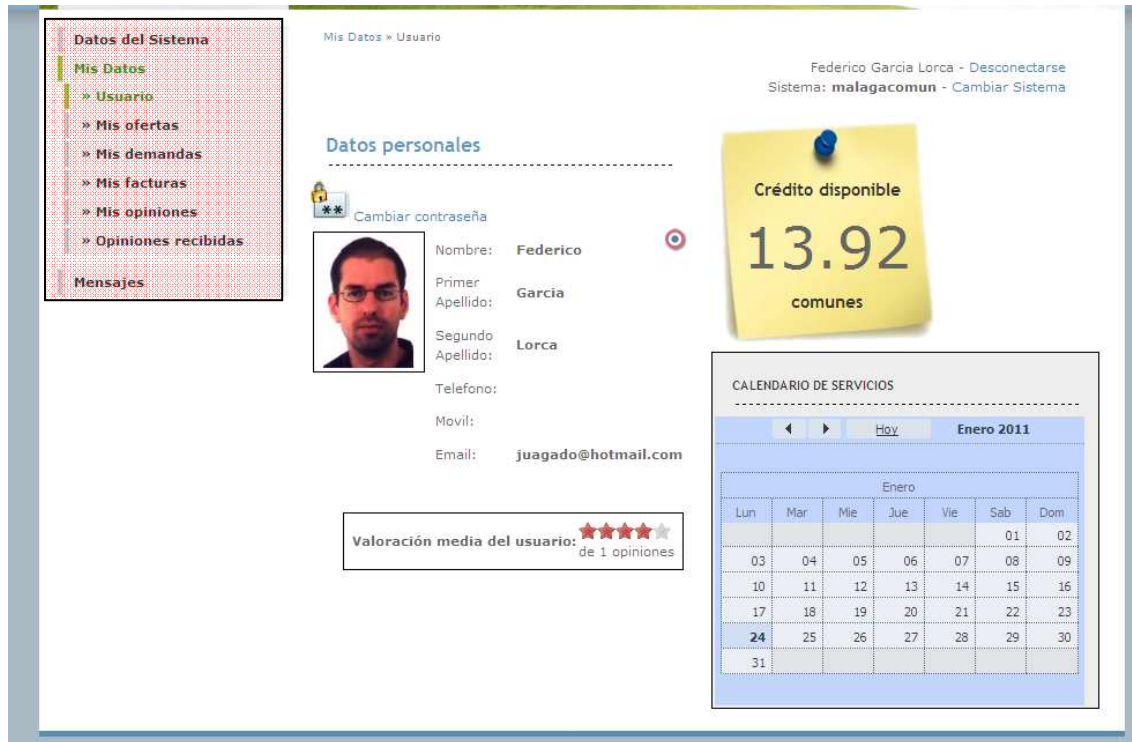 Datos del Sistema
Mis Datos
» Usuario
» Mis ofertas
» Mis demandas
» Mis facturas
» Mis opiniones
» Opiniones recibidas
Mensajes
Mis Datos » Usuario
Federico Garcia Lorca - Desconectarse
Sistema: malagacomun - Cambiar Sistema
Datos personales
** Cambiar contraseña
Nombre: Federico
Primer
Apellido: Garcia
Segundo
Apellido: Lorca
Telefono:
Movil:
Email: juagado@hotmail.com
Valoración media del usuario:
de 1 opiniones
Crédito disponible
13.92
comunes
CALENDARIO DE SERVICIOS
Hoy Enero 2011
Enero
Lun Mar Mie Jue Vie Sab Dom
01 02
03 04 05 06 07 08 09
10 11 12 13 14 15 16
17 18 19 20 21 22 23
24 25 26 27 28 29 30
31